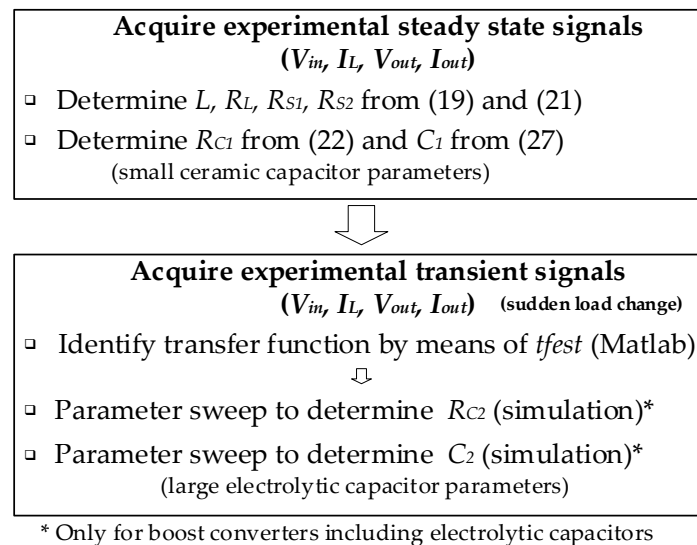 Acquire experimental steady state signals
(Vin, IL, Vout, Iout)
▫ Determine L, RL, RS1, RS2 from (19) and (21)
▫ Determine RC1 from (22) and C1 from (27)
(small ceramic capacitor parameters)
Acquire experimental transient signals
(Vin, IL, Vout, Iout) (sudden load change)
▫ Identify transfer function by means of tfest (Matlab)
▫ Parameter sweep to determine RC2 (simulation)*
▫ Parameter sweep to determine C2 (simulation)*
(large electrolytic capacitor parameters)
* Only for boost converters including electrolytic capacitors